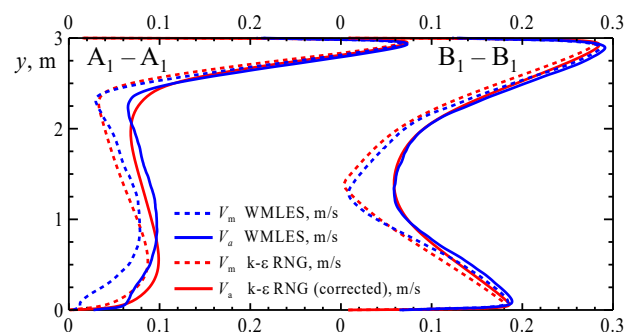 0 0.1 0.2 0 0.1 0.2 0.3
3
A₁ – A₁ B₁ – B₁
y, m
2
Vₘ WMLES, m/s
Vₐ WMLES, m/s
1
Vₘ k-ε RNG, m/s
Vₐ k-ε RNG (corrected), m/s
0
0 0.1 0.2 0 0.1 0.2 0.3